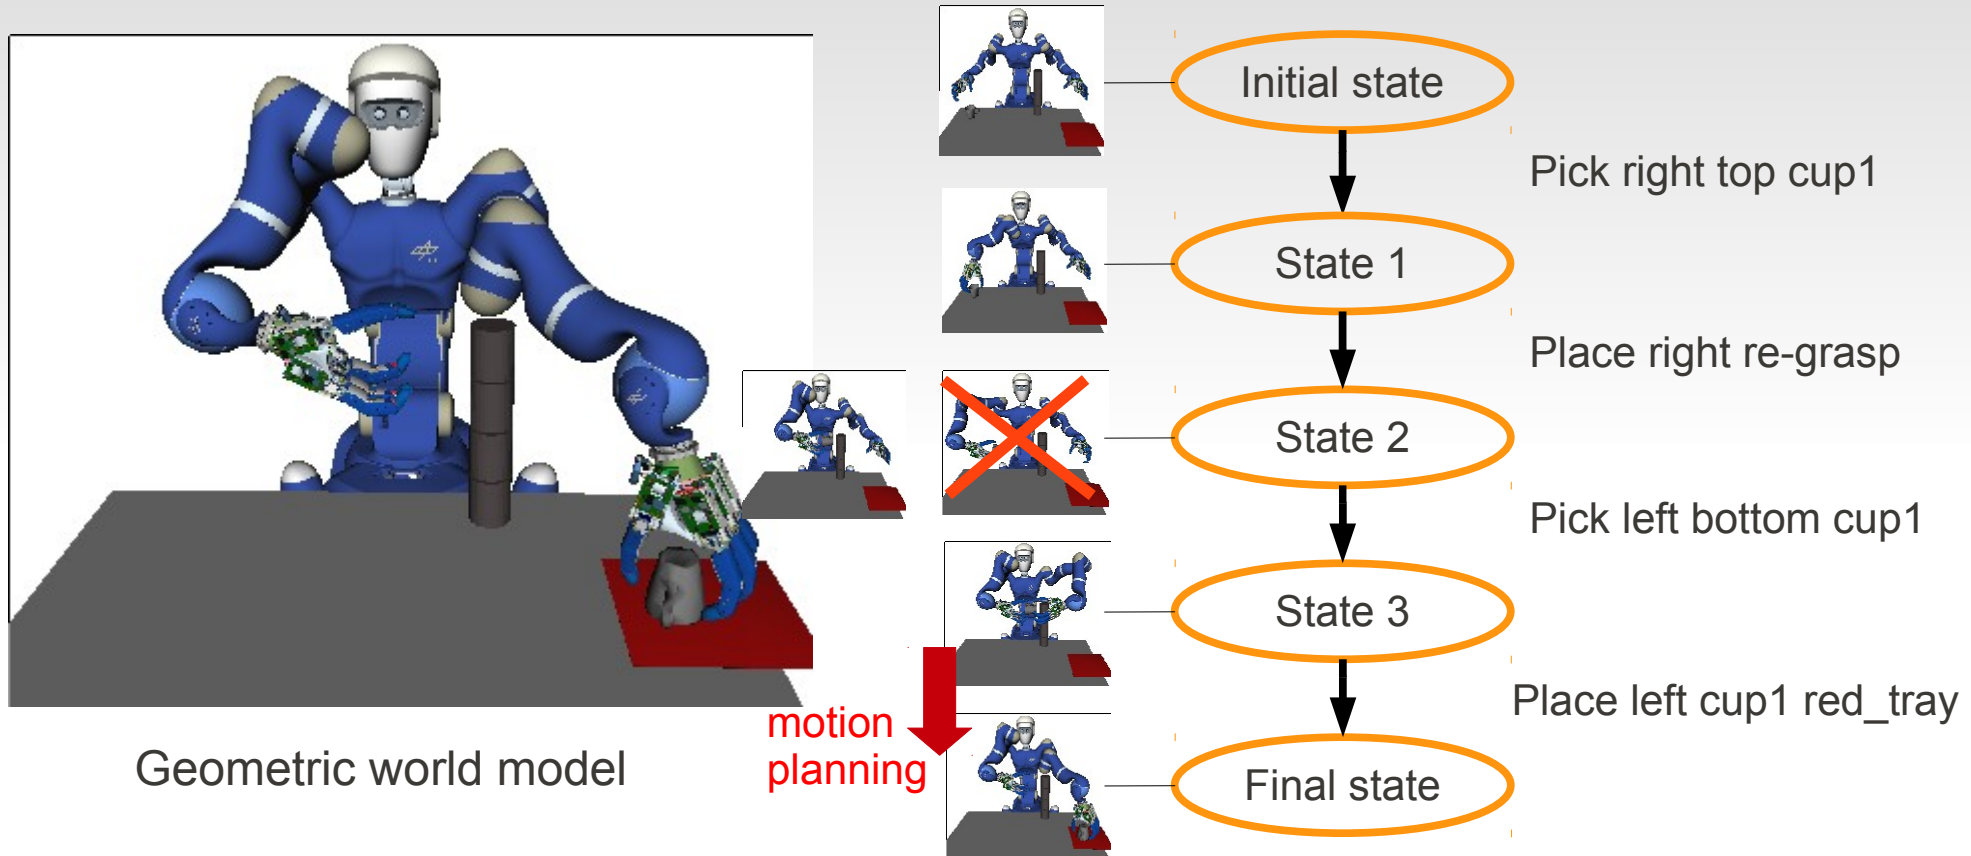 Initial state
Pick right top cup1
State 1
Place right re-grasp
State 2
Pick left bottom cup1
State 3
Place left cup1 red_tray
motion
planning
Final state
Geometric world model